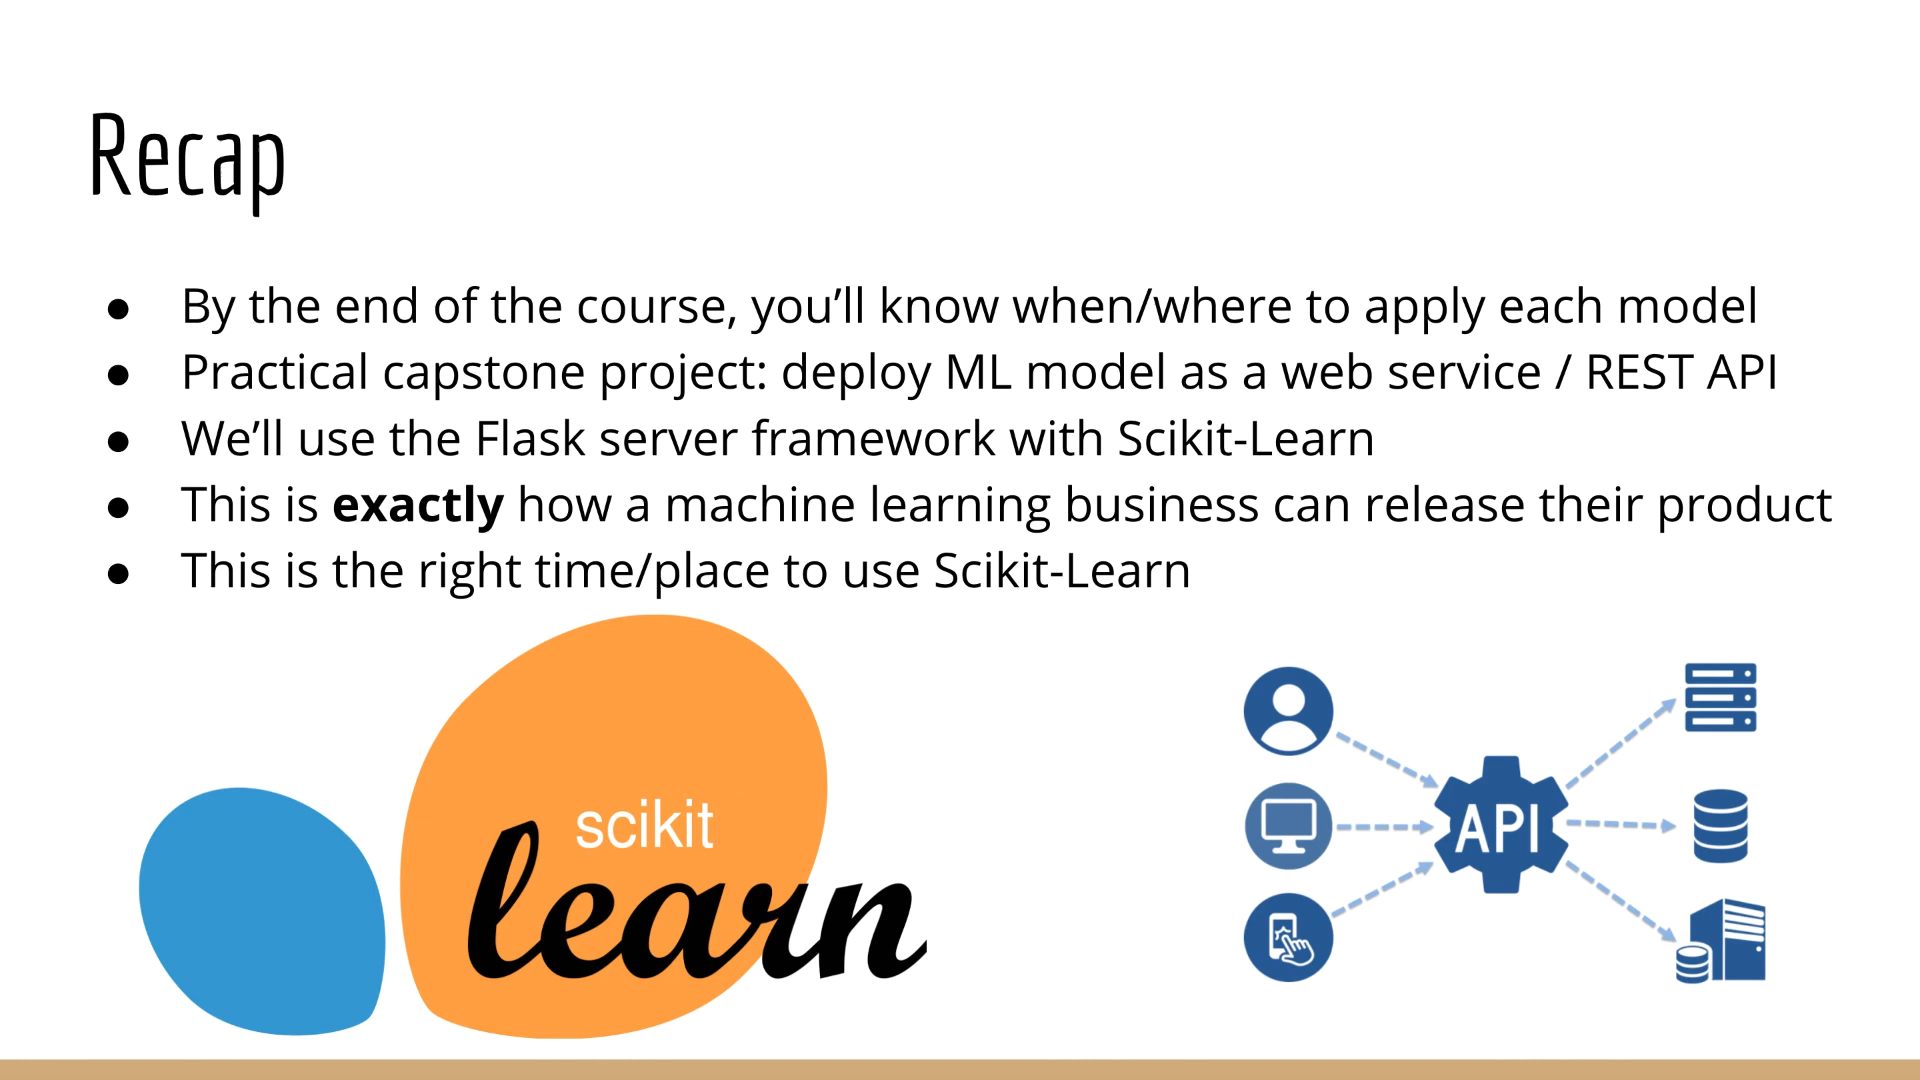 Recap
● By the end of the course, you’ll know when/where to apply each model
● Practical capstone project: deploy ML model as a web service / REST API
● We’ll use the Flask server framework with Scikit-Learn
● This is exactly how a machine learning business can release their product
● This is the right time/place to use Scikit-Learn
scikit
learn
API